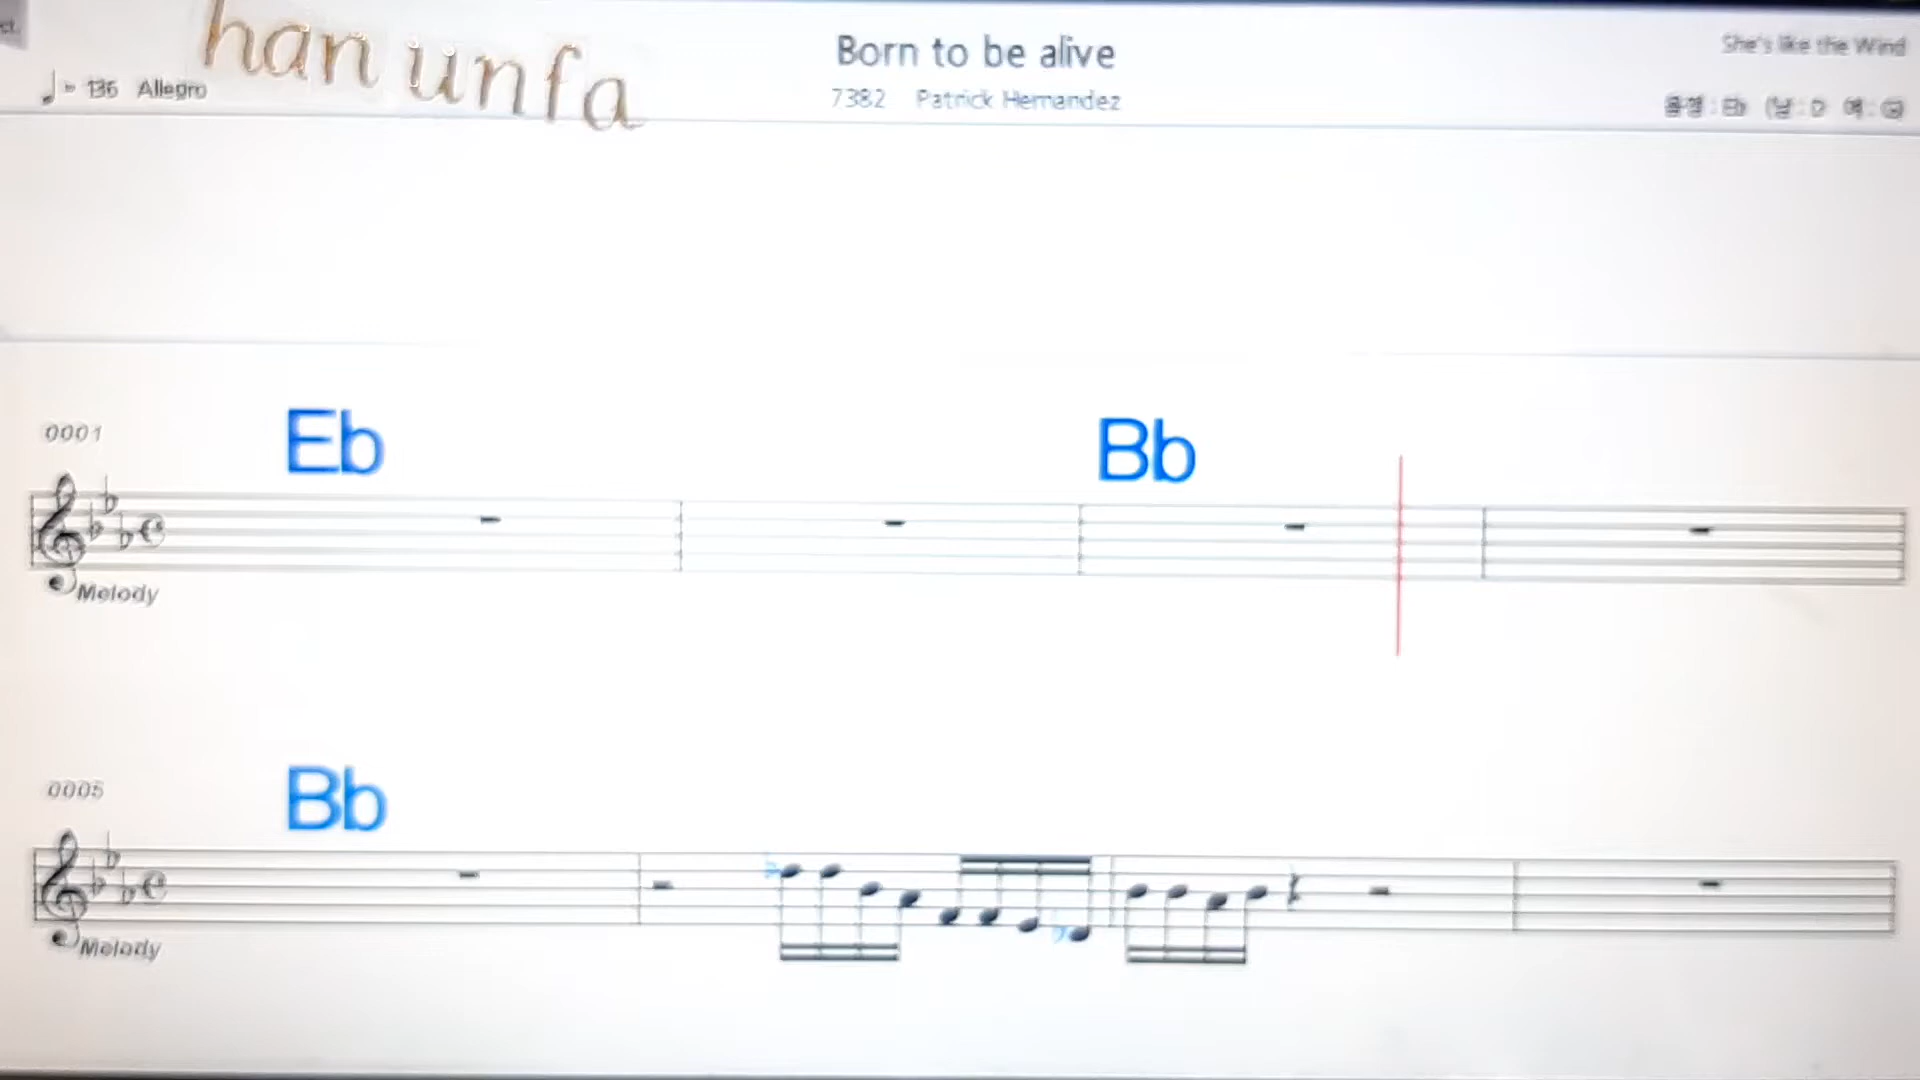 han unfa
Born to be alive
She's like the Wind
= 136 Allegro
7382 Patrick Hernandez
0001
Eb
Bb
Melody
0005
Bb
Melody